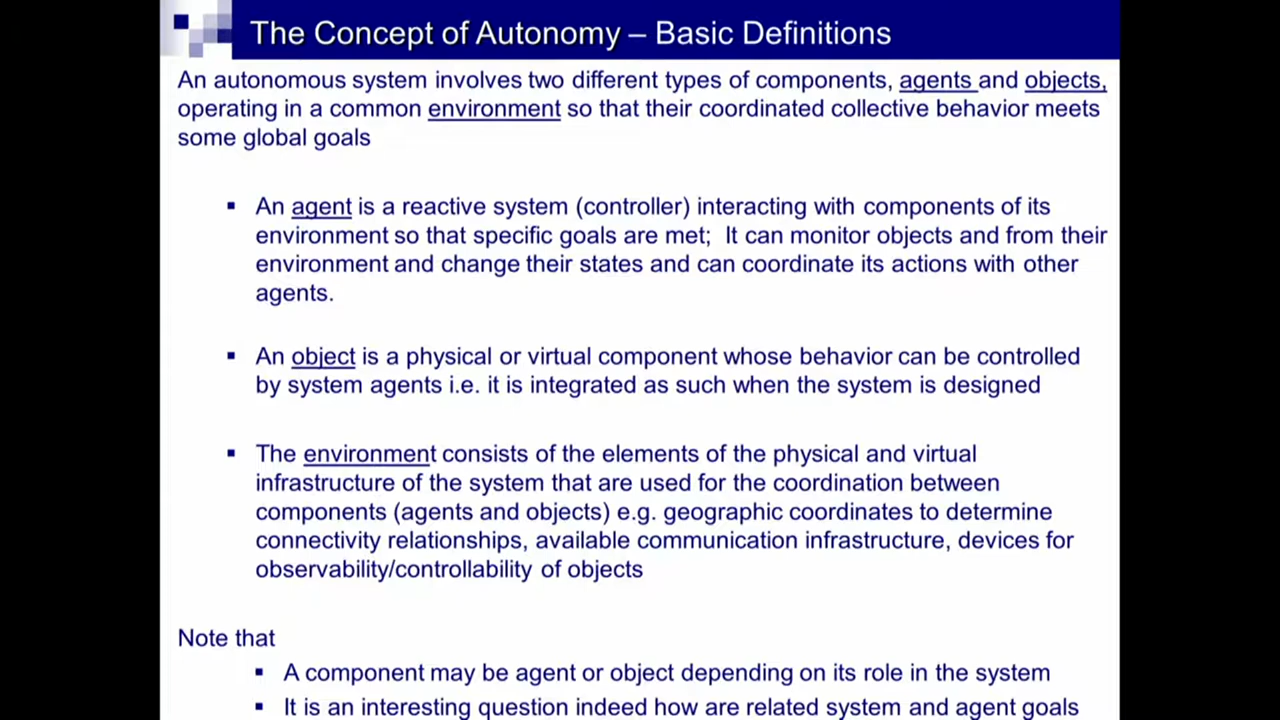 The Concept of Autonomy – Basic Definitions
An autonomous system involves two different types of components, agents and objects,
operating in a common environment so that their coordinated collective behavior meets
some global goals
▪ An agent is a reactive system (controller) interacting with components of its
environment so that specific goals are met; It can monitor objects and from their
environment and change their states and can coordinate its actions with other
agents.
▪ An object is a physical or virtual component whose behavior can be controlled
by system agents i.e. it is integrated as such when the system is designed
▪ The environment consists of the elements of the physical and virtual
infrastructure of the system that are used for the coordination between
components (agents and objects) e.g. geographic coordinates to determine
connectivity relationships, available communication infrastructure, devices for
observability/controllability of objects
Note that
▪ A component may be agent or object depending on its role in the system
▪ It is an interesting question indeed how are related system and agent goals